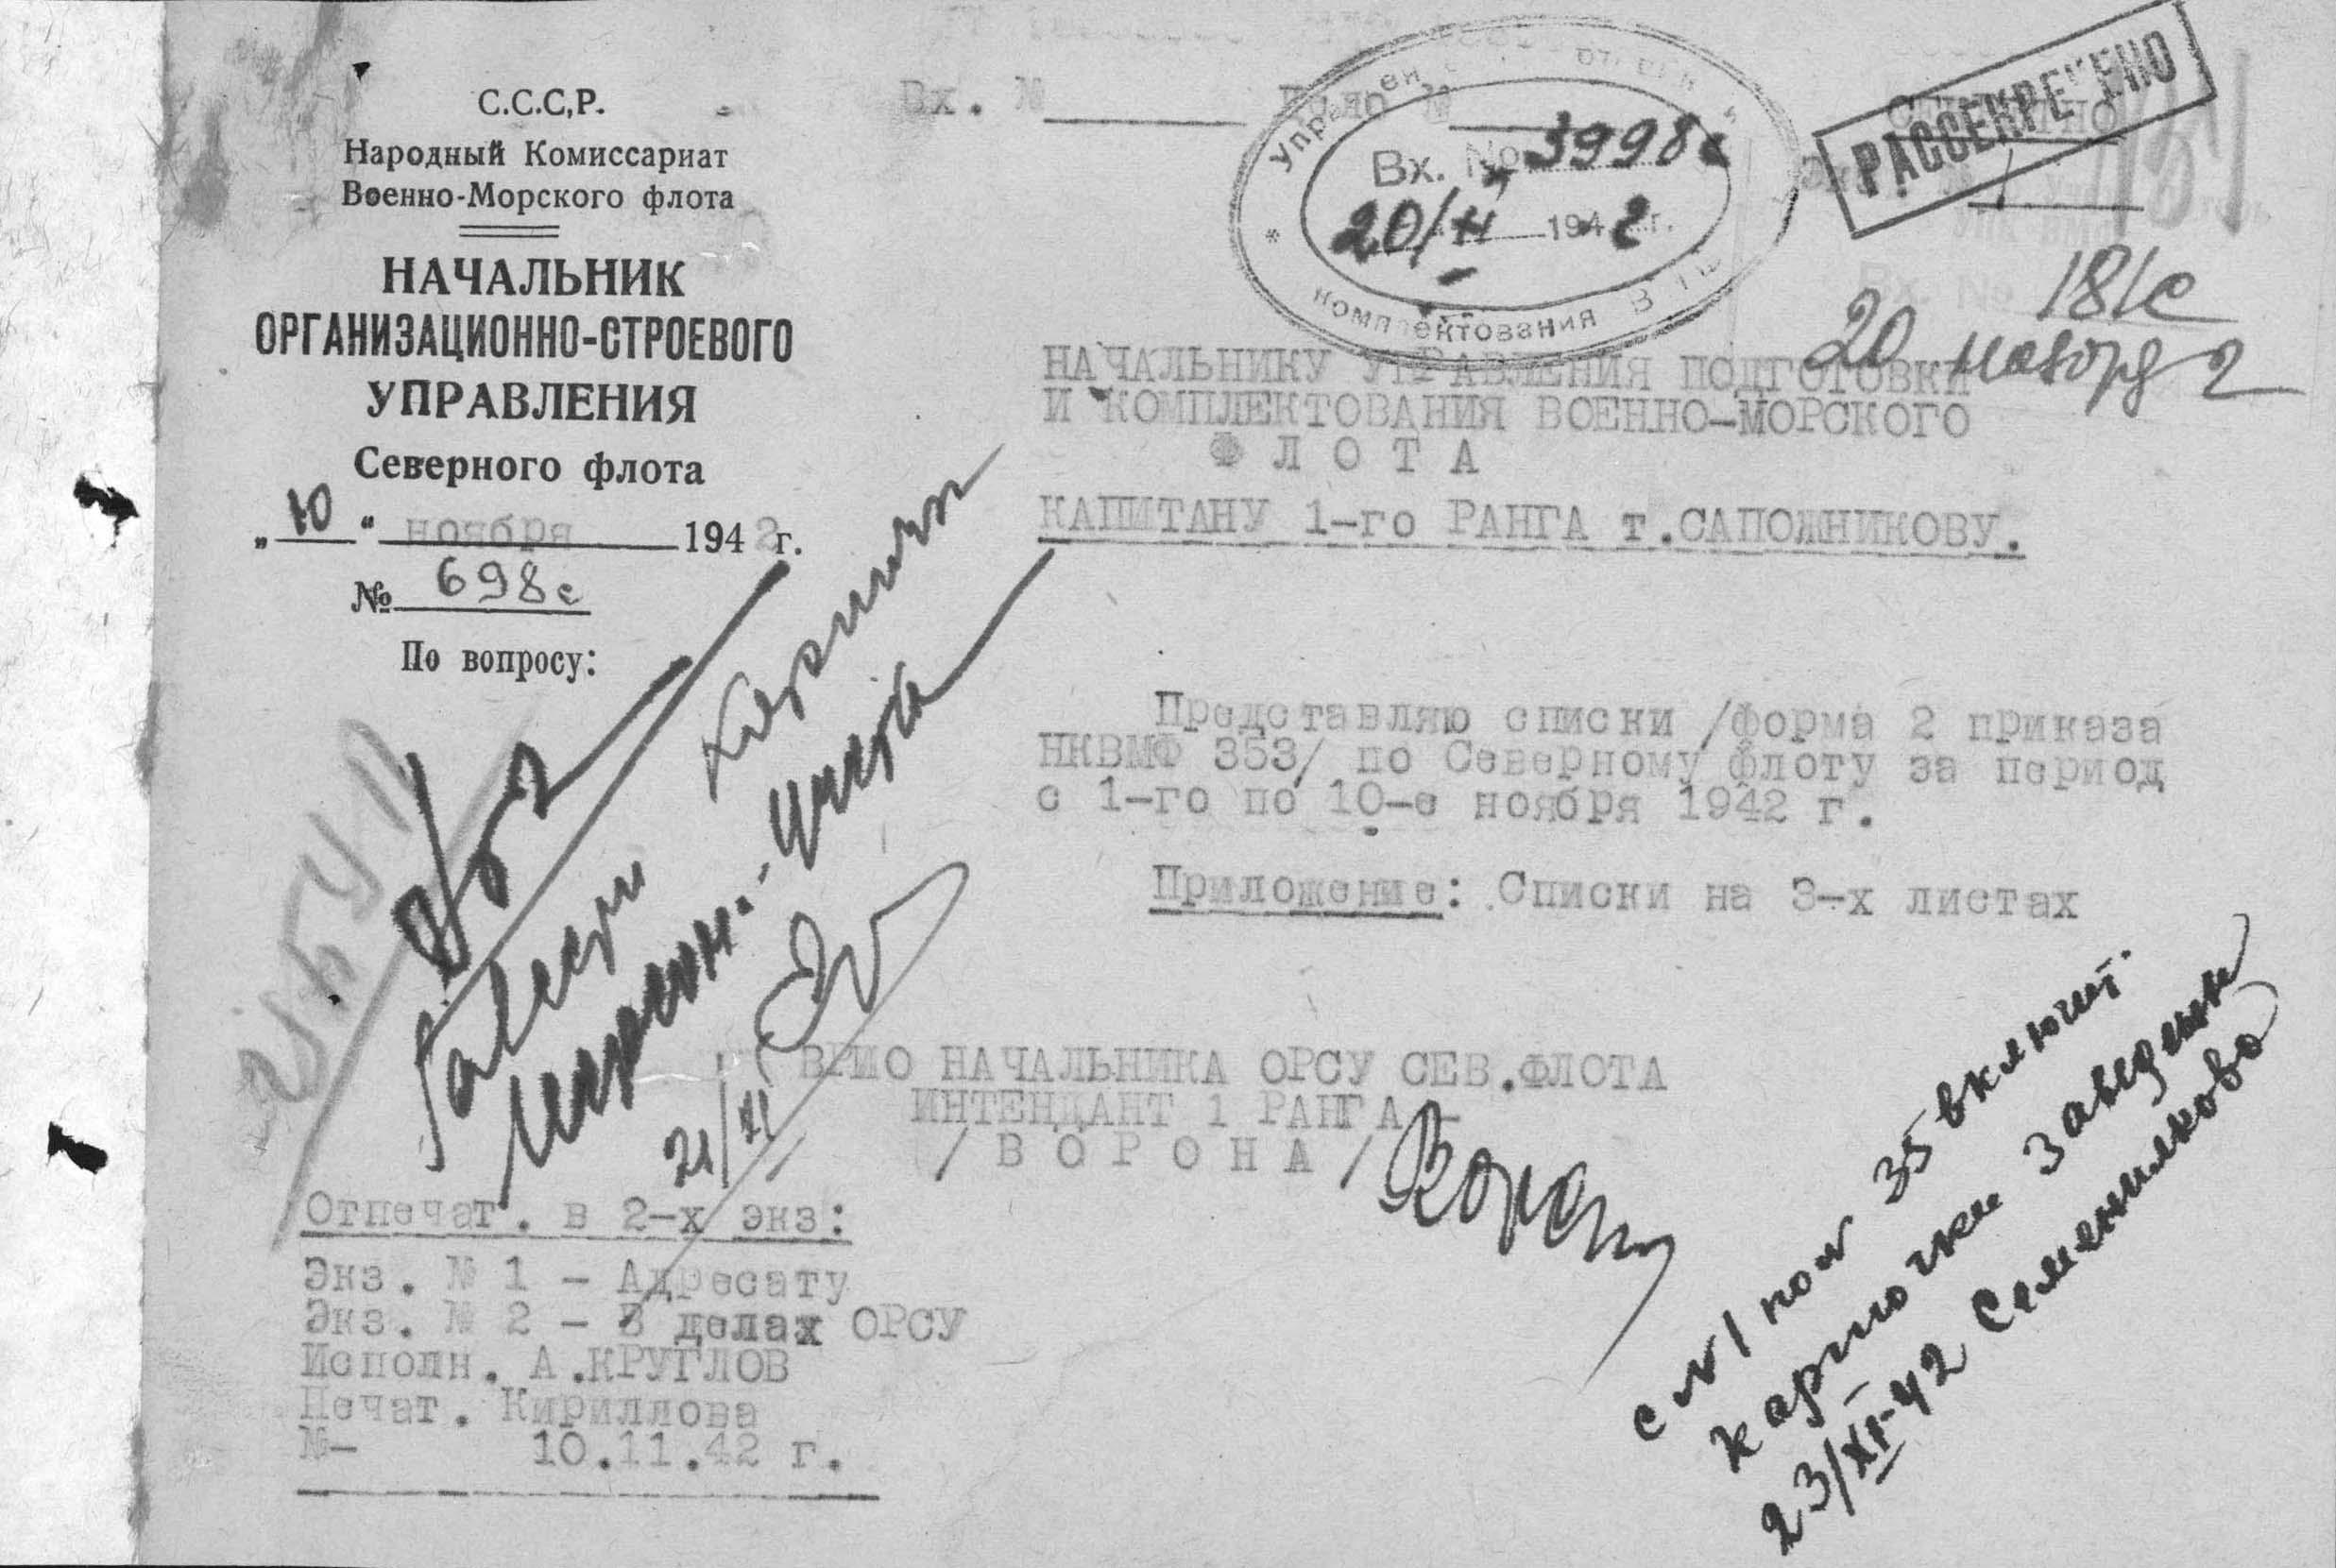 С.С.С,Р.
Народный Комиссариат
Военно-Морского флота
НАЧАЛЬНИК
ОРГАНИЗАЦИОННО-СТРОЕВОГО
УПРАВЛЕНИЯ
Северного флота
„10“ ноября 1942 г.
№ 698с
По вопросу:
Вх. №
Вх. No 3998с
20/XI 1942 г.
комплектования
РАССЕКРЕЧЕНО
181с
20 ноября 2
НАЧАЛЬНИКУ УПРАВЛЕНИЯ ПОДГОТОВКИ
И КОМПЛЕКТОВАНИЯ ВОЕННО-МОРСКОГО
ФЛОТА
КАПИТАНУ 1-го РАНГА т.САПОЖНИКОВУ.
Представляю списки /форма 2 приказа
НКВМФ 353/ по Северному флоту за период
с 1-го по 10-е ноября 1942 г.
Приложение: Списки на 3-х листах
21/XI
ВРИО НАЧАЛЬНИКА ОРСУ СЕВ.ФЛОТА
ИНТЕНДАНТ 1 РАНГА -
/ВОРОНА/
Отпечат. в 2-х экз:
Экз. № 1 - Адресату
Экз. № 2 - В делах ОРСУ
Исполн. А.КРУГЛОВ
Печат. Кириллова
№- 10.11.42 г.
с №1 по № 35 включит.
карточки заведены
23/XI-42 Семенилкова